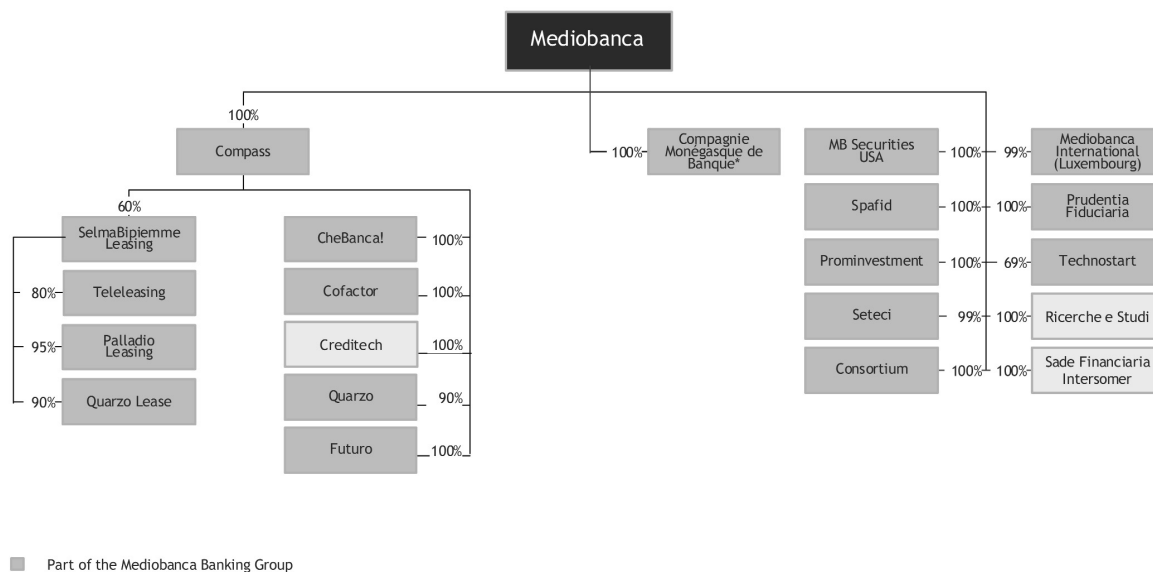 Mediobanca
100%
Compass
100%
Compagnie
Monégasque de
Banque*
MB Securities
USA
100%
99%
Mediobanca
International
(Luxembourg)
60%
SelmaBipiemme
Leasing
CheBanca!
100%
Spafid
100%
100%
Prudentia
Fiduciaria
80%
Teleleasing
Cofactor
100%
Prominvestment
100%
69%
Technostart
95%
Palladio
Leasing
Creditech
100%
Seteci
99%
100%
Ricerche e Studi
90%
Quarzo Lease
Quarzo
90%
Consortium
100%
100%
Sade Financiaria
Intersomer
Futuro
100%
Part of the Mediobanca Banking Group